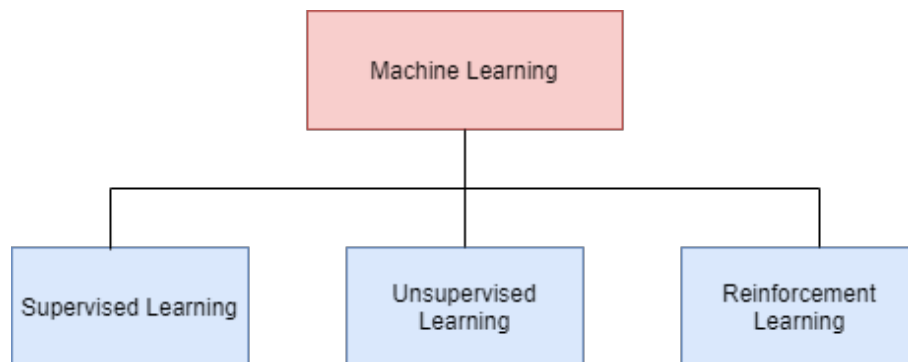 Machine Learning
Supervised Learning
Unsupervised
Learning
Reinforcement
Learning